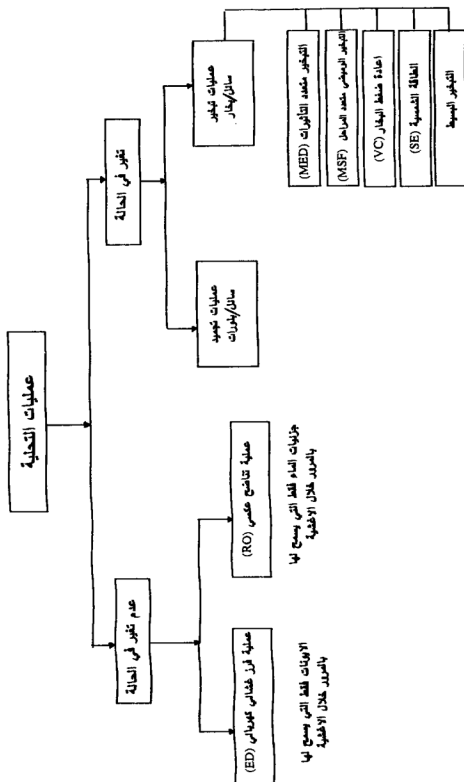 عمليات التحلية
تغير في الحالة
عدم تغير في الحالة
عمليات تبخير
سائل/بخار
عمليات تجميد
سائل/بلورات
عملية تناضح عكسي (RO)
جزئيات الماء فقط التي يسمح لها
بالمرور خلال الاغشية
عملية فرز غشائي كهربائي (ED)
الايونات فقط التي يسمح لها
بالمرور خلال الاغشية
التبخير متعدد التأثيرات (MED)
التبخير الوميضي متعدد المراحل (MSF)
اعادة ضغط البخار (VC)
الطاقة الشمسية (SE)
التبخير البسيط